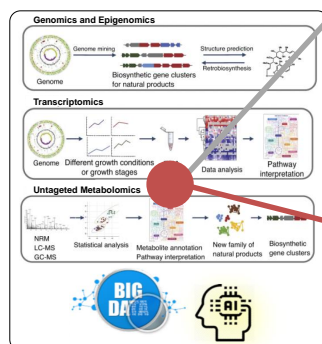 Genomics and Epigenomics
Genome mining
Structure prediction
Retrobiosynthesis
Genome
Biosynthetic gene clusters
for natural products
Transcriptomics
Genome
Different growth conditions
or growth stages
Data analysis
Pathway
interpretation
Untageted Metabolomics
NRM
LC-MS
GC-MS
Statistical analysis
Metabolite annotation
Pathway interpretation
New family of
natural products
Biosynthetic
gene clusters
BIG
DATA
AI